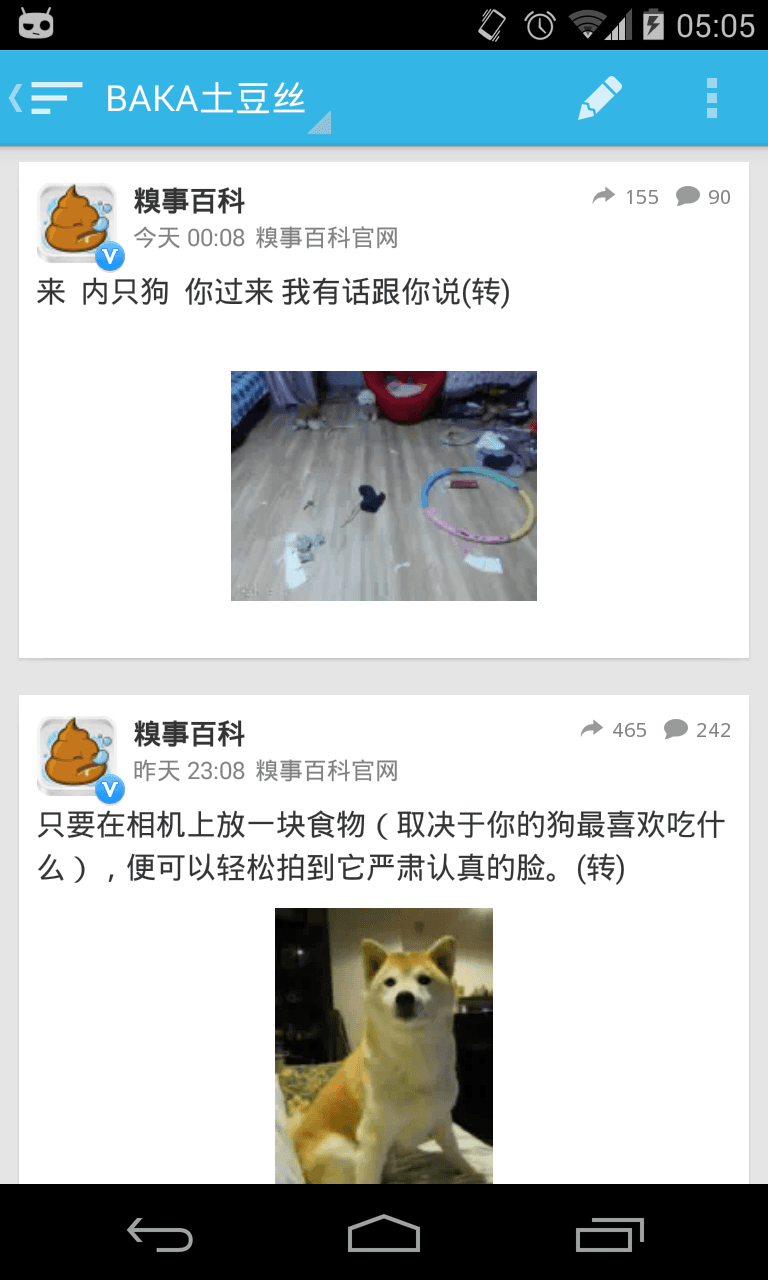 05:05
BAKA土豆丝
糗事百科
155
90
今天 00:08 糗事百科官网
来 内只狗 你过来 我有话跟你说(转)
糗事百科
465
242
昨天 23:08 糗事百科官网
只要在相机上放一块食物（取决于你的狗最喜欢吃什
么），便可以轻松拍到它严肃认真的脸。(转)